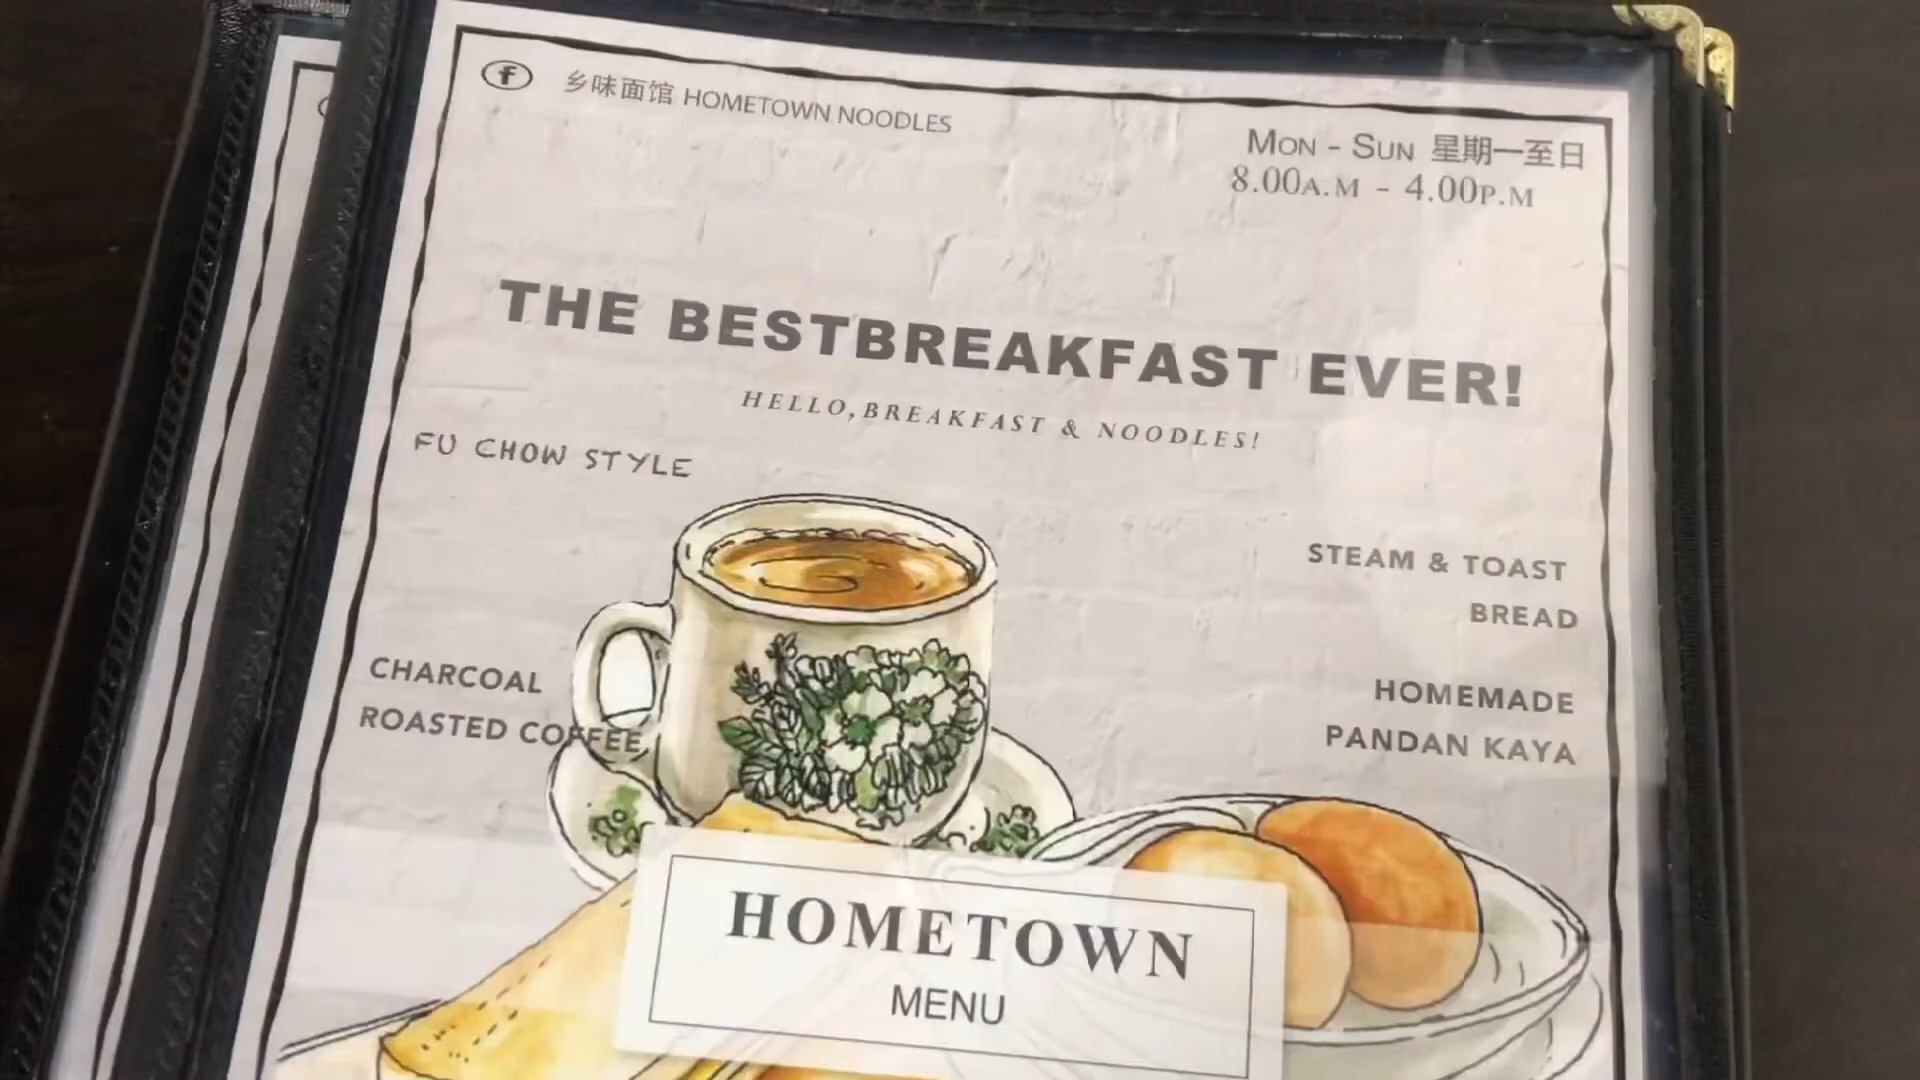 f 乡味面馆 HOMETOWN NOODLES
MON - SUN 星期一至日
8.00A.M - 4.00P.M
THE BESTBREAKFAST EVER!
HELLO,BREAKFAST & NOODLES!
FU CHOW STYLE
STEAM & TOAST
BREAD
CHARCOAL
ROASTED COFFEE
HOMEMADE
PANDAN KAYA
HOMETOWN
MENU